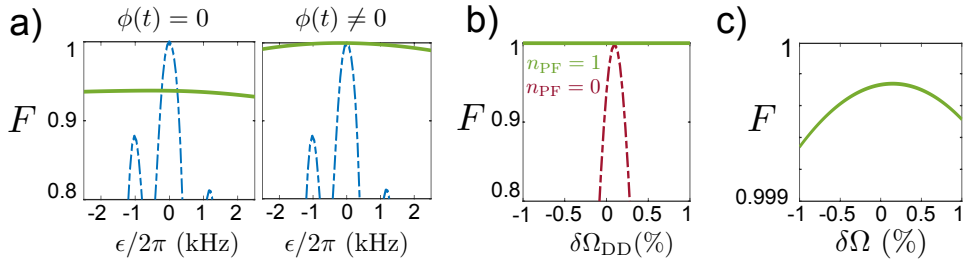 a)
ϕ(t) = 0
ϕ(t) ≠ 0
F
1
0.9
0.8
-2 -1 0 1 2
-2 -1 0 1 2
ϵ/2π (kHz)
ϵ/2π (kHz)
b)
F
1
0.9
0.8
n_PF = 1
n_PF = 0
-1 -0.5 0 0.5 1
δΩ_DD(%)
c)
F
1
0.999
-1 -0.5 0 0.5 1
δΩ (%)